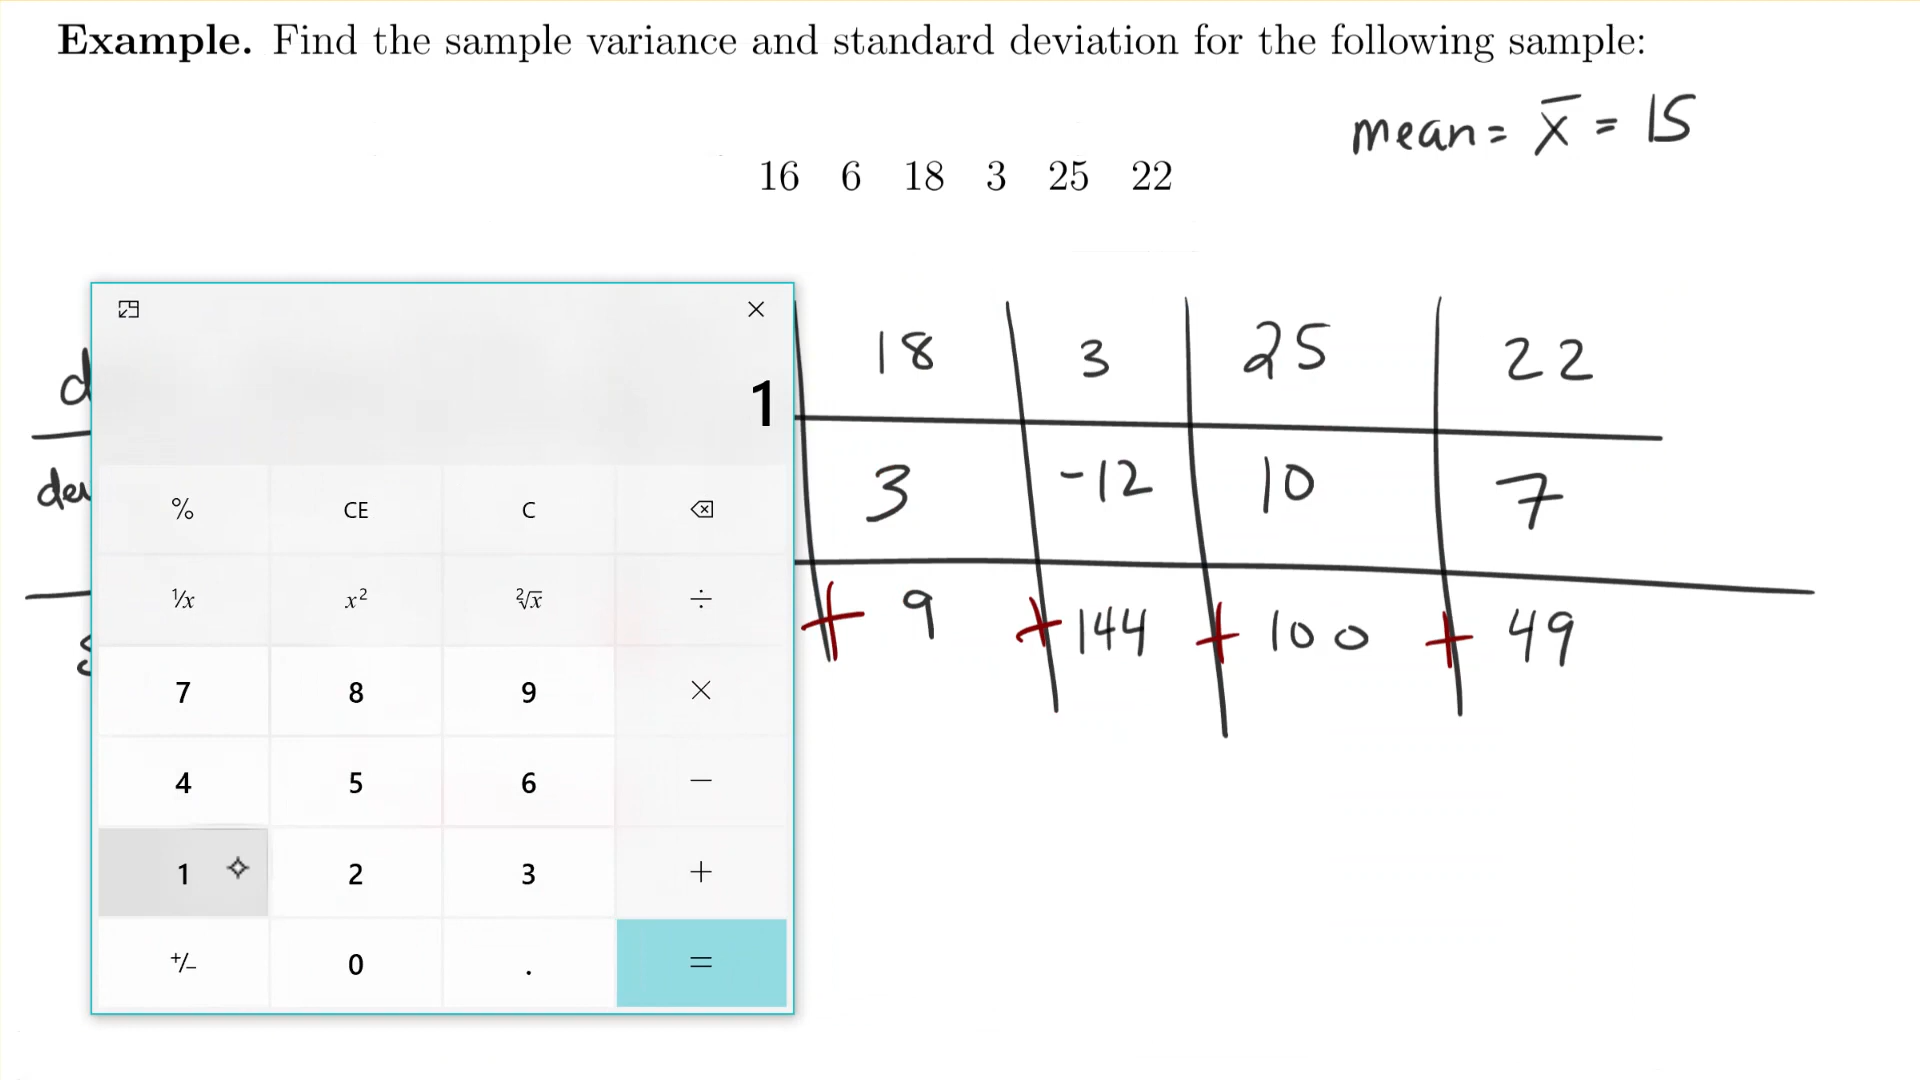 Example. Find the sample variance and standard deviation for the following sample:
mean = x̄ = 15
16 6 18 3 25 22
1
% CE C
¹/x x² ²√x ÷
7 8 9 ×
4 5 6 −
1 2 3 +
+/− 0 . =
d 18 3 25 22
dev 3 -12 10 7
+ 9 + 144 + 100 + 49